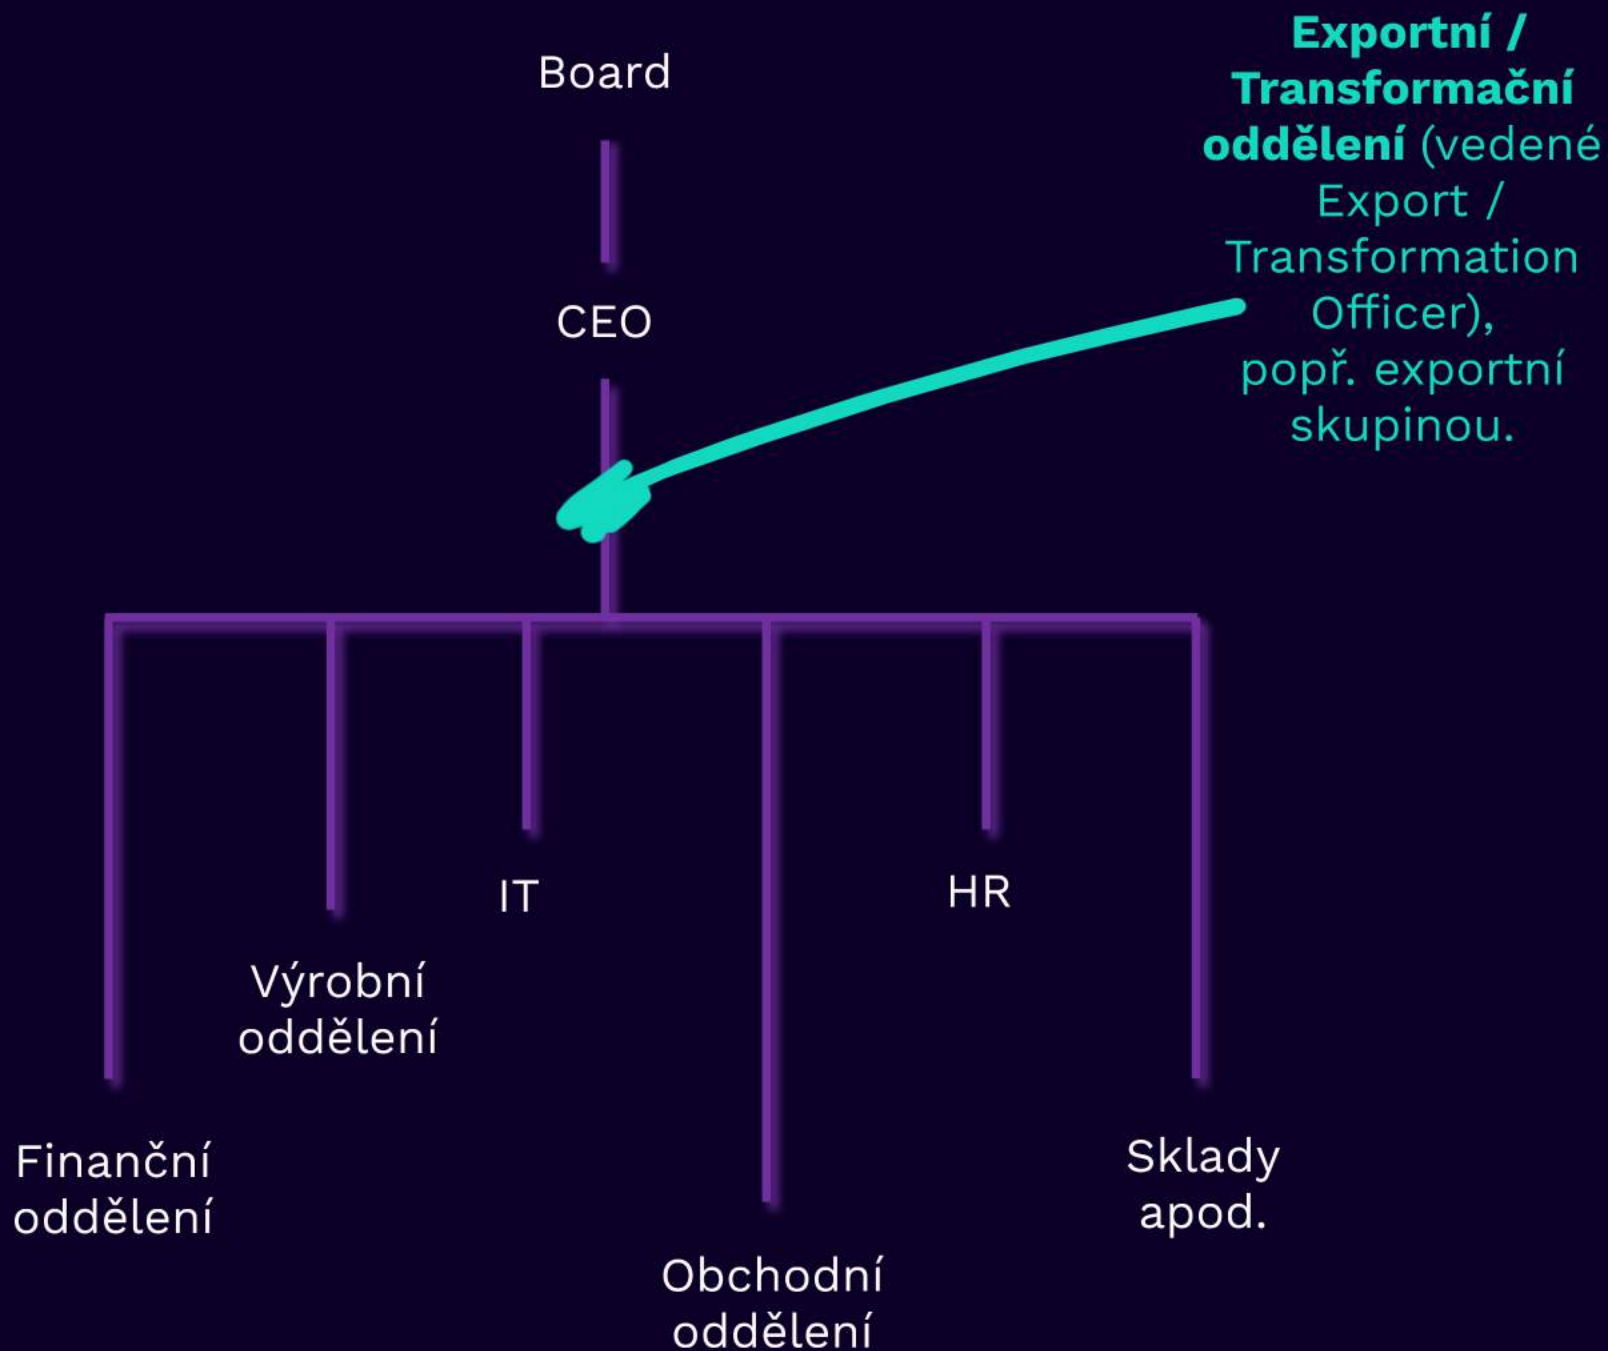 Board
Exportní /
Transformační
oddělení (vedené
Export /
Transformation
Officer),
popř. exportní
skupinou.
CEO
IT
HR
Výrobní
oddělení
Finanční
oddělení
Sklady
apod.
Obchodní
oddělení